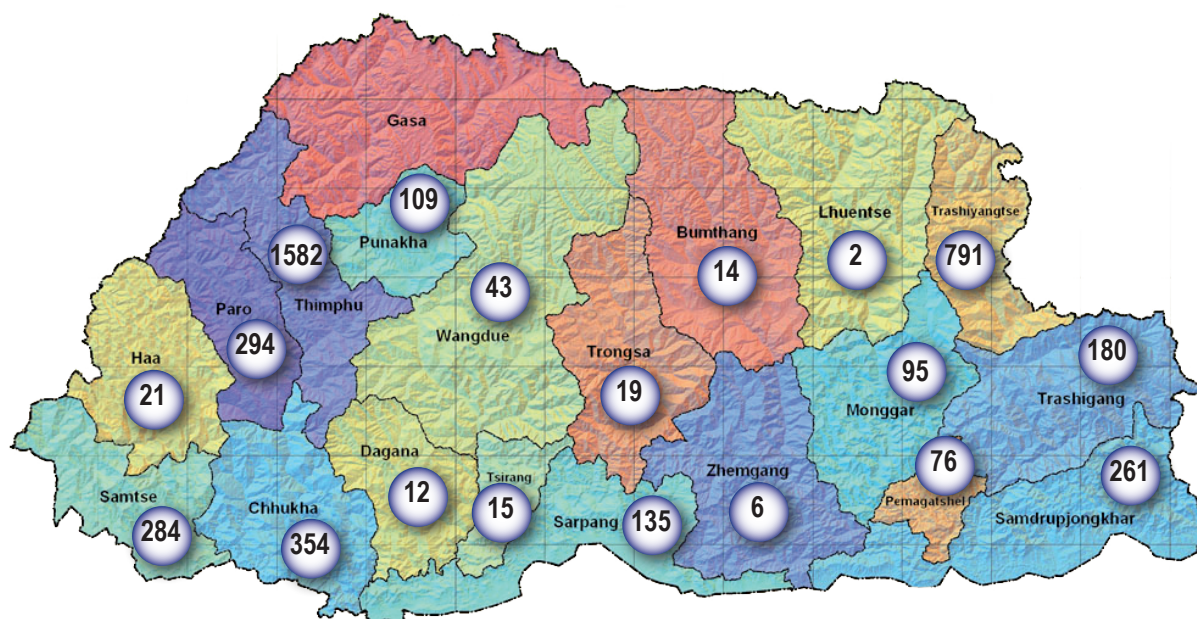 Gasa
109
Punakha
1582
Thimphu
Paro
294
Haa
21
43
Wangdue
Bumthang
14
Lhuentse
2
Trashiyangtse
791
Trongsa
19
95
Monggar
180
Trashigang
Samtse
284
Chhukha
354
Dagana
12
Tsirang
15
Sarpang
135
Zhemgang
6
76
Pemagatshel
261
Samdrupjongkhar